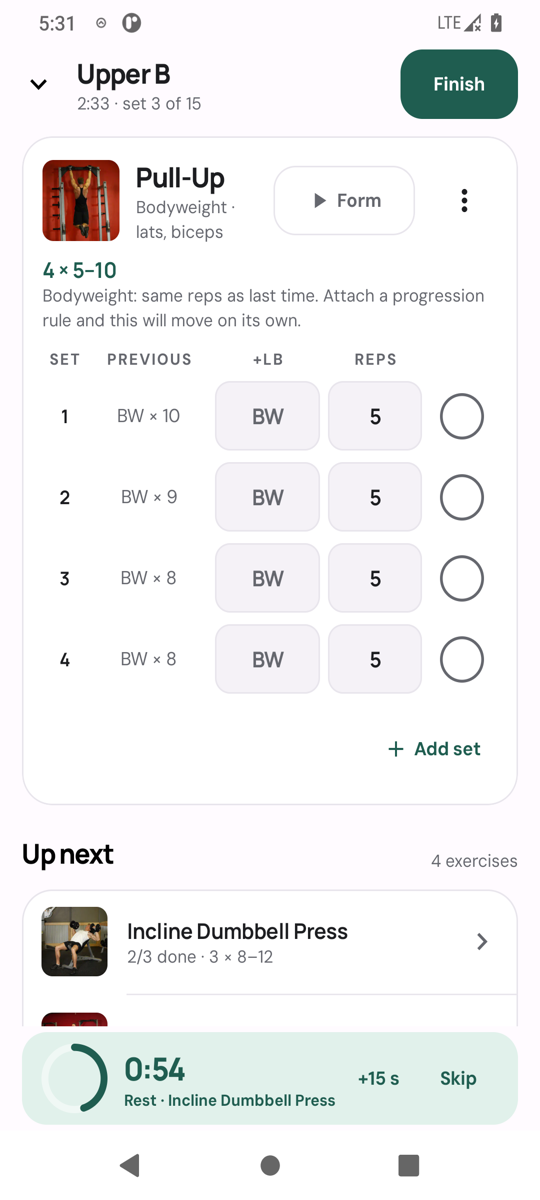 5:31
LTE
Upper B
2:33 · set 3 of 15
Finish
Pull-Up
Bodyweight ·
lats, biceps
Form
4 × 5–10
Bodyweight: same reps as last time. Attach a progression
rule and this will move on its own.
SET PREVIOUS +LB REPS
1 BW × 10 BW 5
2 BW × 9 BW 5
3 BW × 8 BW 5
4 BW × 8 BW 5
+ Add set
Up next
4 exercises
Incline Dumbbell Press
2/3 done · 3 × 8–12
0:54
Rest · Incline Dumbbell Press
+15 s
Skip